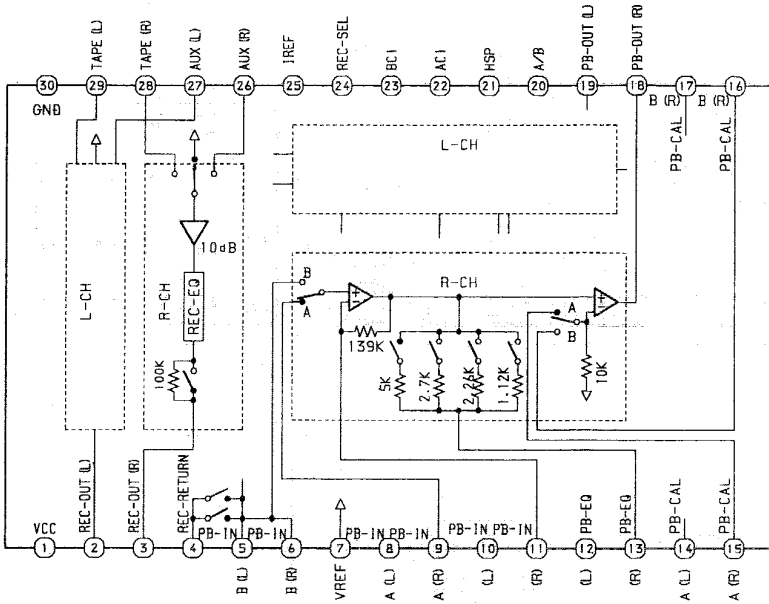 TAPE (L)
TAPE (R)
AUX (L)
AUX (R)
IREF
REC-SEL
BCI
ACI
HSP
A/B
PB-OUT (L)
PB-OUT (R)
30
29
28
27
26
25
24
23
22
21
20
19
18
17
16
GND
B (R)
PB-CAL
B (R)
PB-CAL
L-CH
10dB
L-CH
R-CH
REC-EQ
100K
B
A
+
-
R-CH
139K
5K
2.7K
2.26K
1.12K
+
-
A
B
10K
VCC
REC-OUT (L)
REC-OUT (R)
REC-RETURN
PB-IN
PB-IN
PB-IN
PB-IN
PB-IN
PB-IN
PB-EQ
PB-EQ
PB-CAL
PB-CAL
1
2
3
4
5
6
7
8
9
10
11
12
13
14
15
B (L)
B (R)
VREF
A (L)
A (R)
(L)
(R)
(L)
(R)
A (L)
A (R)